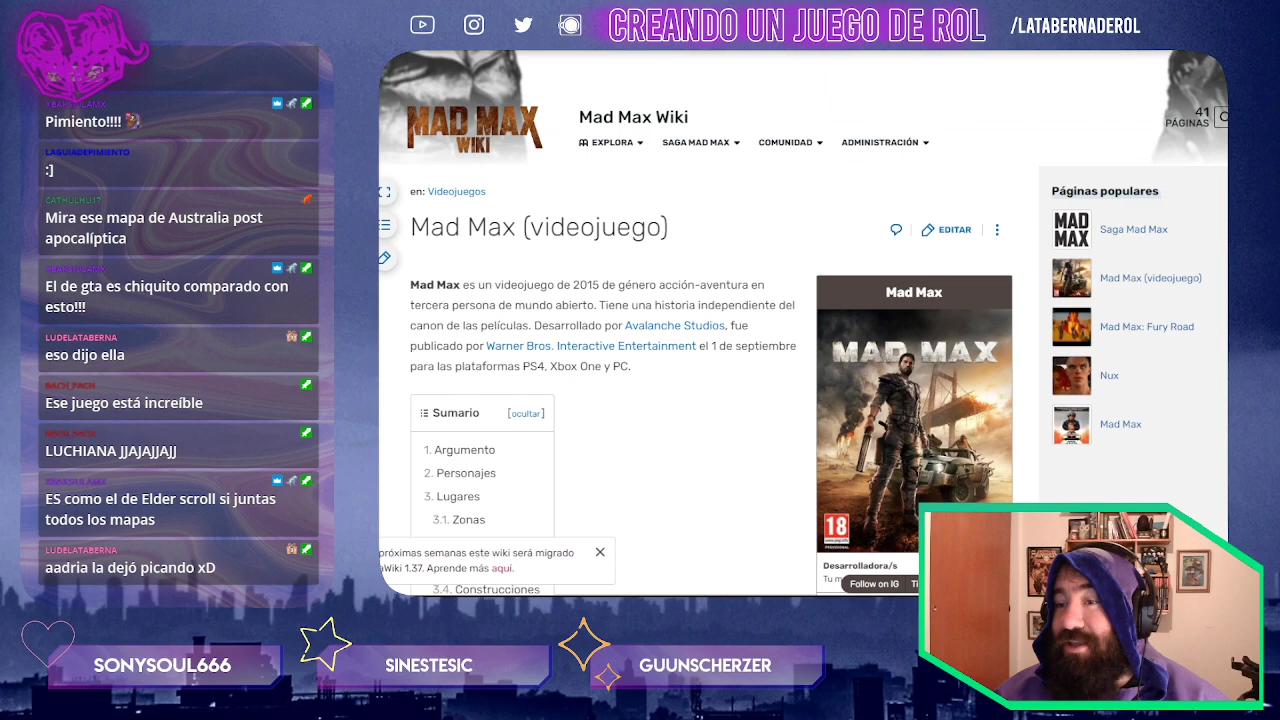 CREANDO UN JUEGO DE ROL
/LATABERNADEROL
Pimiento!!!!
LAGUIADEPIMIENTO
:]
CATHULHLI17
Mira ese mapa de Australia post
apocalíptica
El de gta es chiquito comparado con
esto!!!
LUDELATABERNA
eso dijo ella
BACH_PACH
Ese juego está increíble
LUCHIANA JJAJAJJAJJ
ES como el de Elder scroll si juntas
todos los mapas
LUDELATABERNA
aadria la dejó picando xD
MAD MAX
WIKI
Mad Max Wiki
EXPLORA
SAGA MAD MAX
COMUNIDAD
ADMINISTRACIÓN
41
PÁGINAS
en: Videojuegos
Mad Max (videojuego)
EDITAR
Mad Max es un videojuego de 2015 de género acción-aventura en
tercera persona de mundo abierto. Tiene una historia independiente del
canon de las películas. Desarrollado por Avalanche Studios, fue
publicado por Warner Bros. Interactive Entertainment el 1 de septiembre
para las plataformas PS4, Xbox One y PC.
Sumario [ocultar]
1. Argumento
2. Personajes
3. Lugares
3.1. Zonas
3.4. Construcciones
próximas semanas este wiki será migrado
aWiki 1.37. Aprende más aquí.
Mad Max
MAD MAX
18
Desarrolladora/s
Tu m
Follow on IG
Ti
Páginas populares
MAD
MAX
Saga Mad Max
Mad Max (videojuego)
Mad Max: Fury Road
Nux
Mad Max
SONYSOUL666
SINESTESIC
GUUNSCHERZER